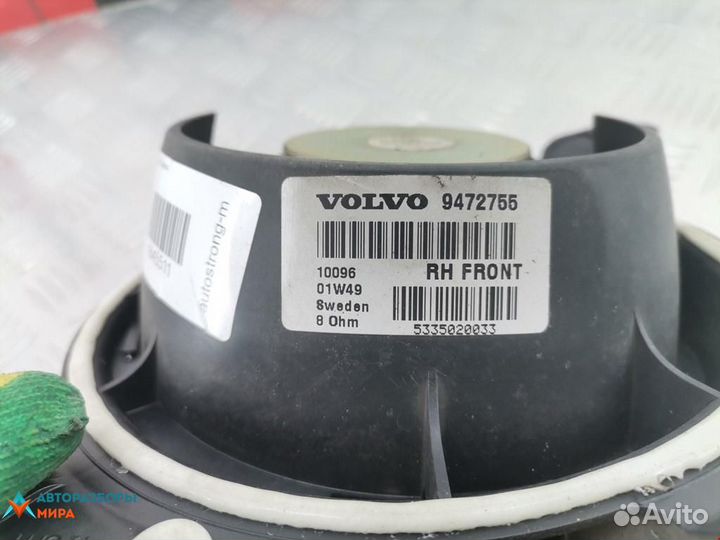 VOLVO 9472755
10096
RH FRONT
01W49
Sweden
8 Ohm
5335020033
autostrong-m
АВТОРАЗБОРЫ
МИРА
Avito